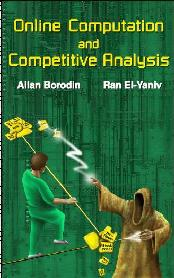 Online Computation
and
Competitive Analysis
Allan Borodin Ran El-Yaniv